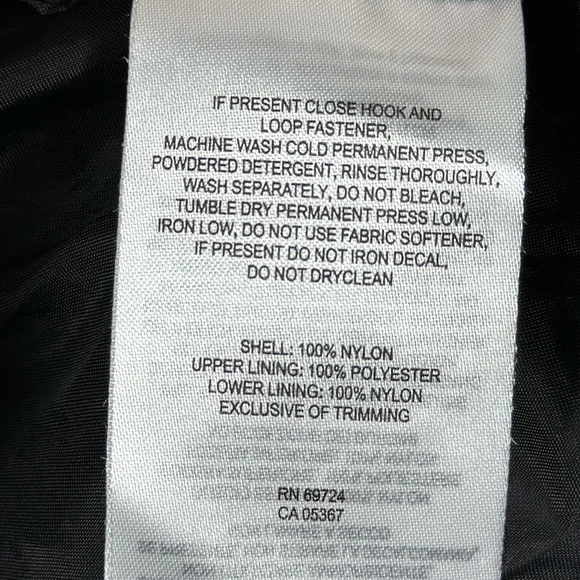 IF PRESENT CLOSE HOOK AND
LOOP FASTENER,
MACHINE WASH COLD PERMANENT PRESS,
POWDERED DETERGENT, RINSE THOROUGHLY,
WASH SEPARATELY, DO NOT BLEACH,
TUMBLE DRY PERMANENT PRESS LOW,
IRON LOW, DO NOT USE FABRIC SOFTENER,
IF PRESENT DO NOT IRON DECAL,
DO NOT DRYCLEAN
SHELL: 100% NYLON
UPPER LINING: 100% POLYESTER
LOWER LINING: 100% NYLON
EXCLUSIVE OF TRIMMING
RN 69724
CA 05367